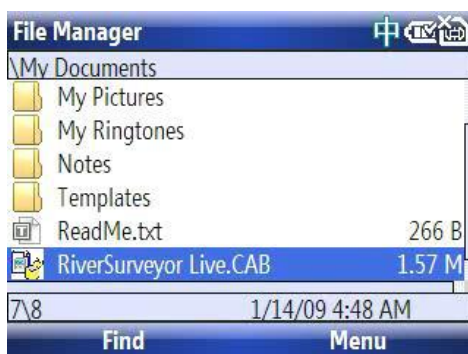 File Manager 中
\My Documents
My Pictures
My Ringtones
Notes
Templates
ReadMe.txt 266 B
RiverSurveyor Live.CAB 1.57 M
7\8 1/14/09 4:48 AM
Find Menu